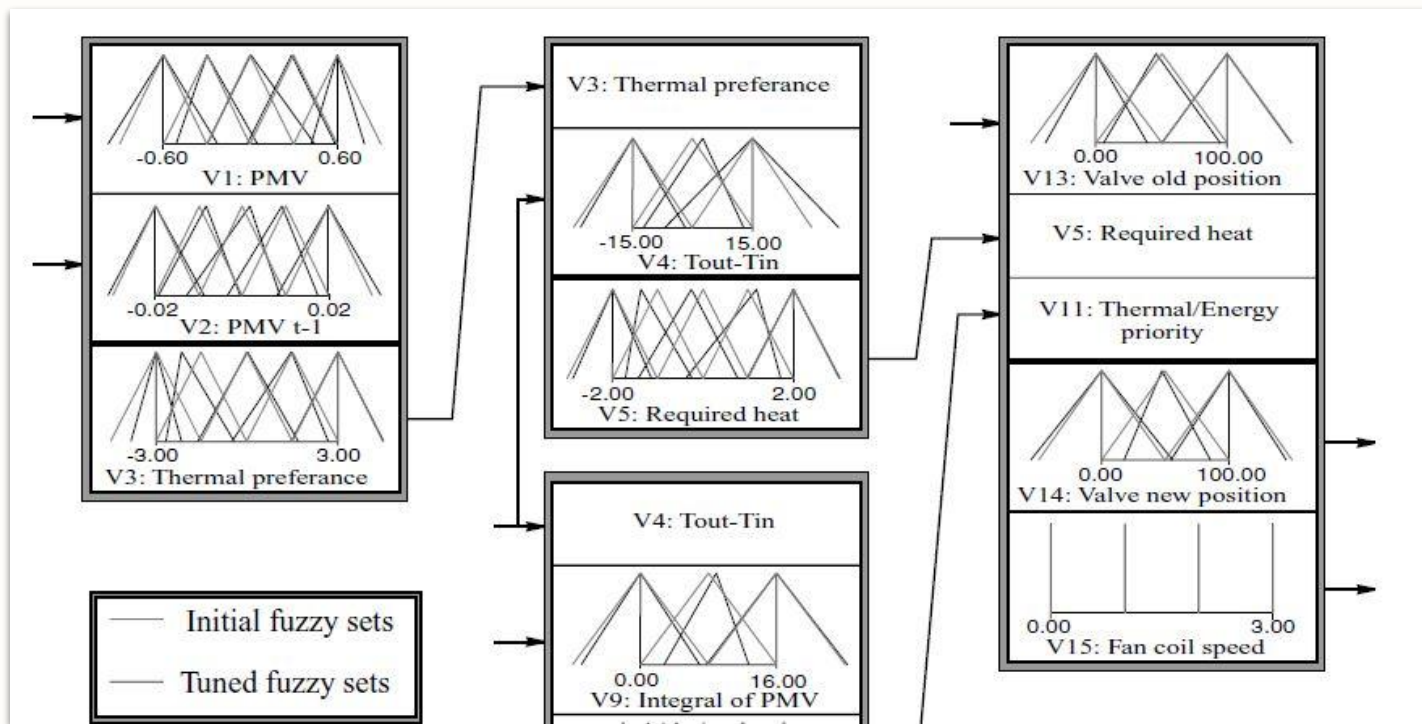 -0.60 0.60
V1: PMV
-0.02 0.02
V2: PMV t-1
-3.00 3.00
V3: Thermal preferance
Initial fuzzy sets
Tuned fuzzy sets
V3: Thermal preferance
-15.00 15.00
V4: Tout-Tin
-2.00 2.00
V5: Required heat
V4: Tout-Tin
0.00 16.00
V9: Integral of PMV
0.00 100.00
V13: Valve old position
V5: Required heat
V11: Thermal/Energy
priority
0.00 100.00
V14: Valve new position
0.00 3.00
V15: Fan coil speed